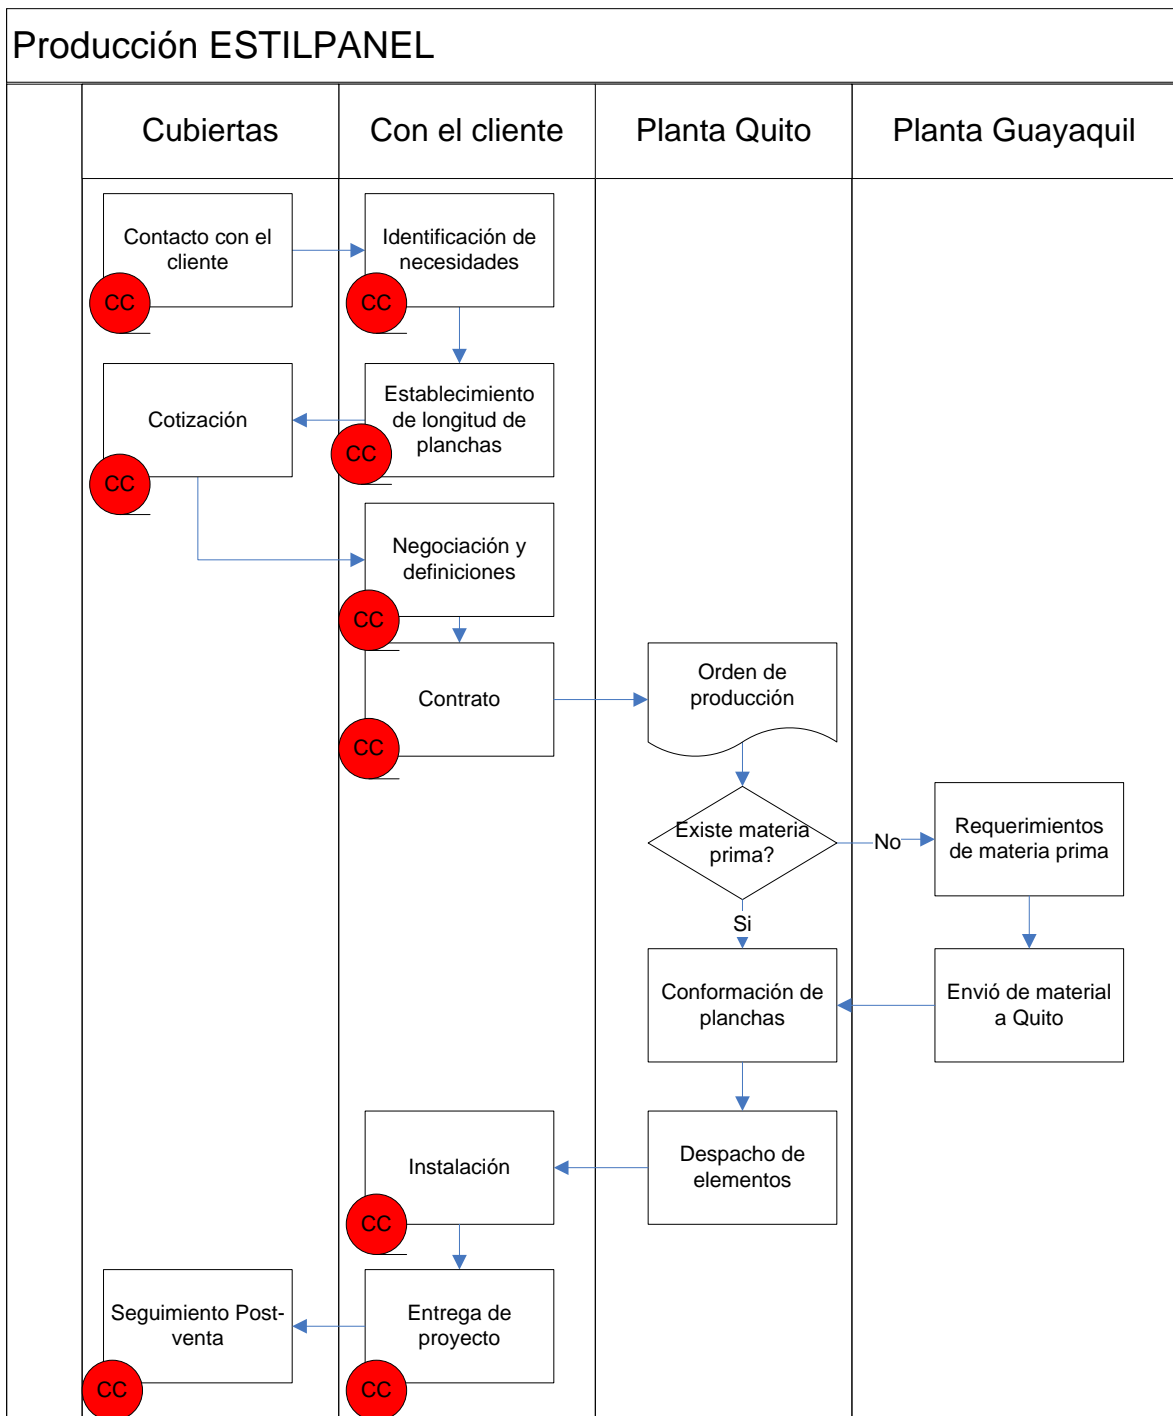 Producción ESTILPANEL
Cubiertas
Con el cliente
Planta Quito
Planta Guayaquil
Contacto con el
cliente
CC
Identificación de
necesidades
CC
Cotización
CC
Establecimiento
de longitud de
planchas
CC
Negociación y
definiciones
CC
Contrato
CC
Orden de
producción
Existe materia
prima?
No
Requerimientos
de materia prima
Si
Conformación de
planchas
Envió de material
a Quito
Instalación
CC
Despacho de
elementos
Seguimiento Post-
venta
CC
Entrega de
proyecto
CC